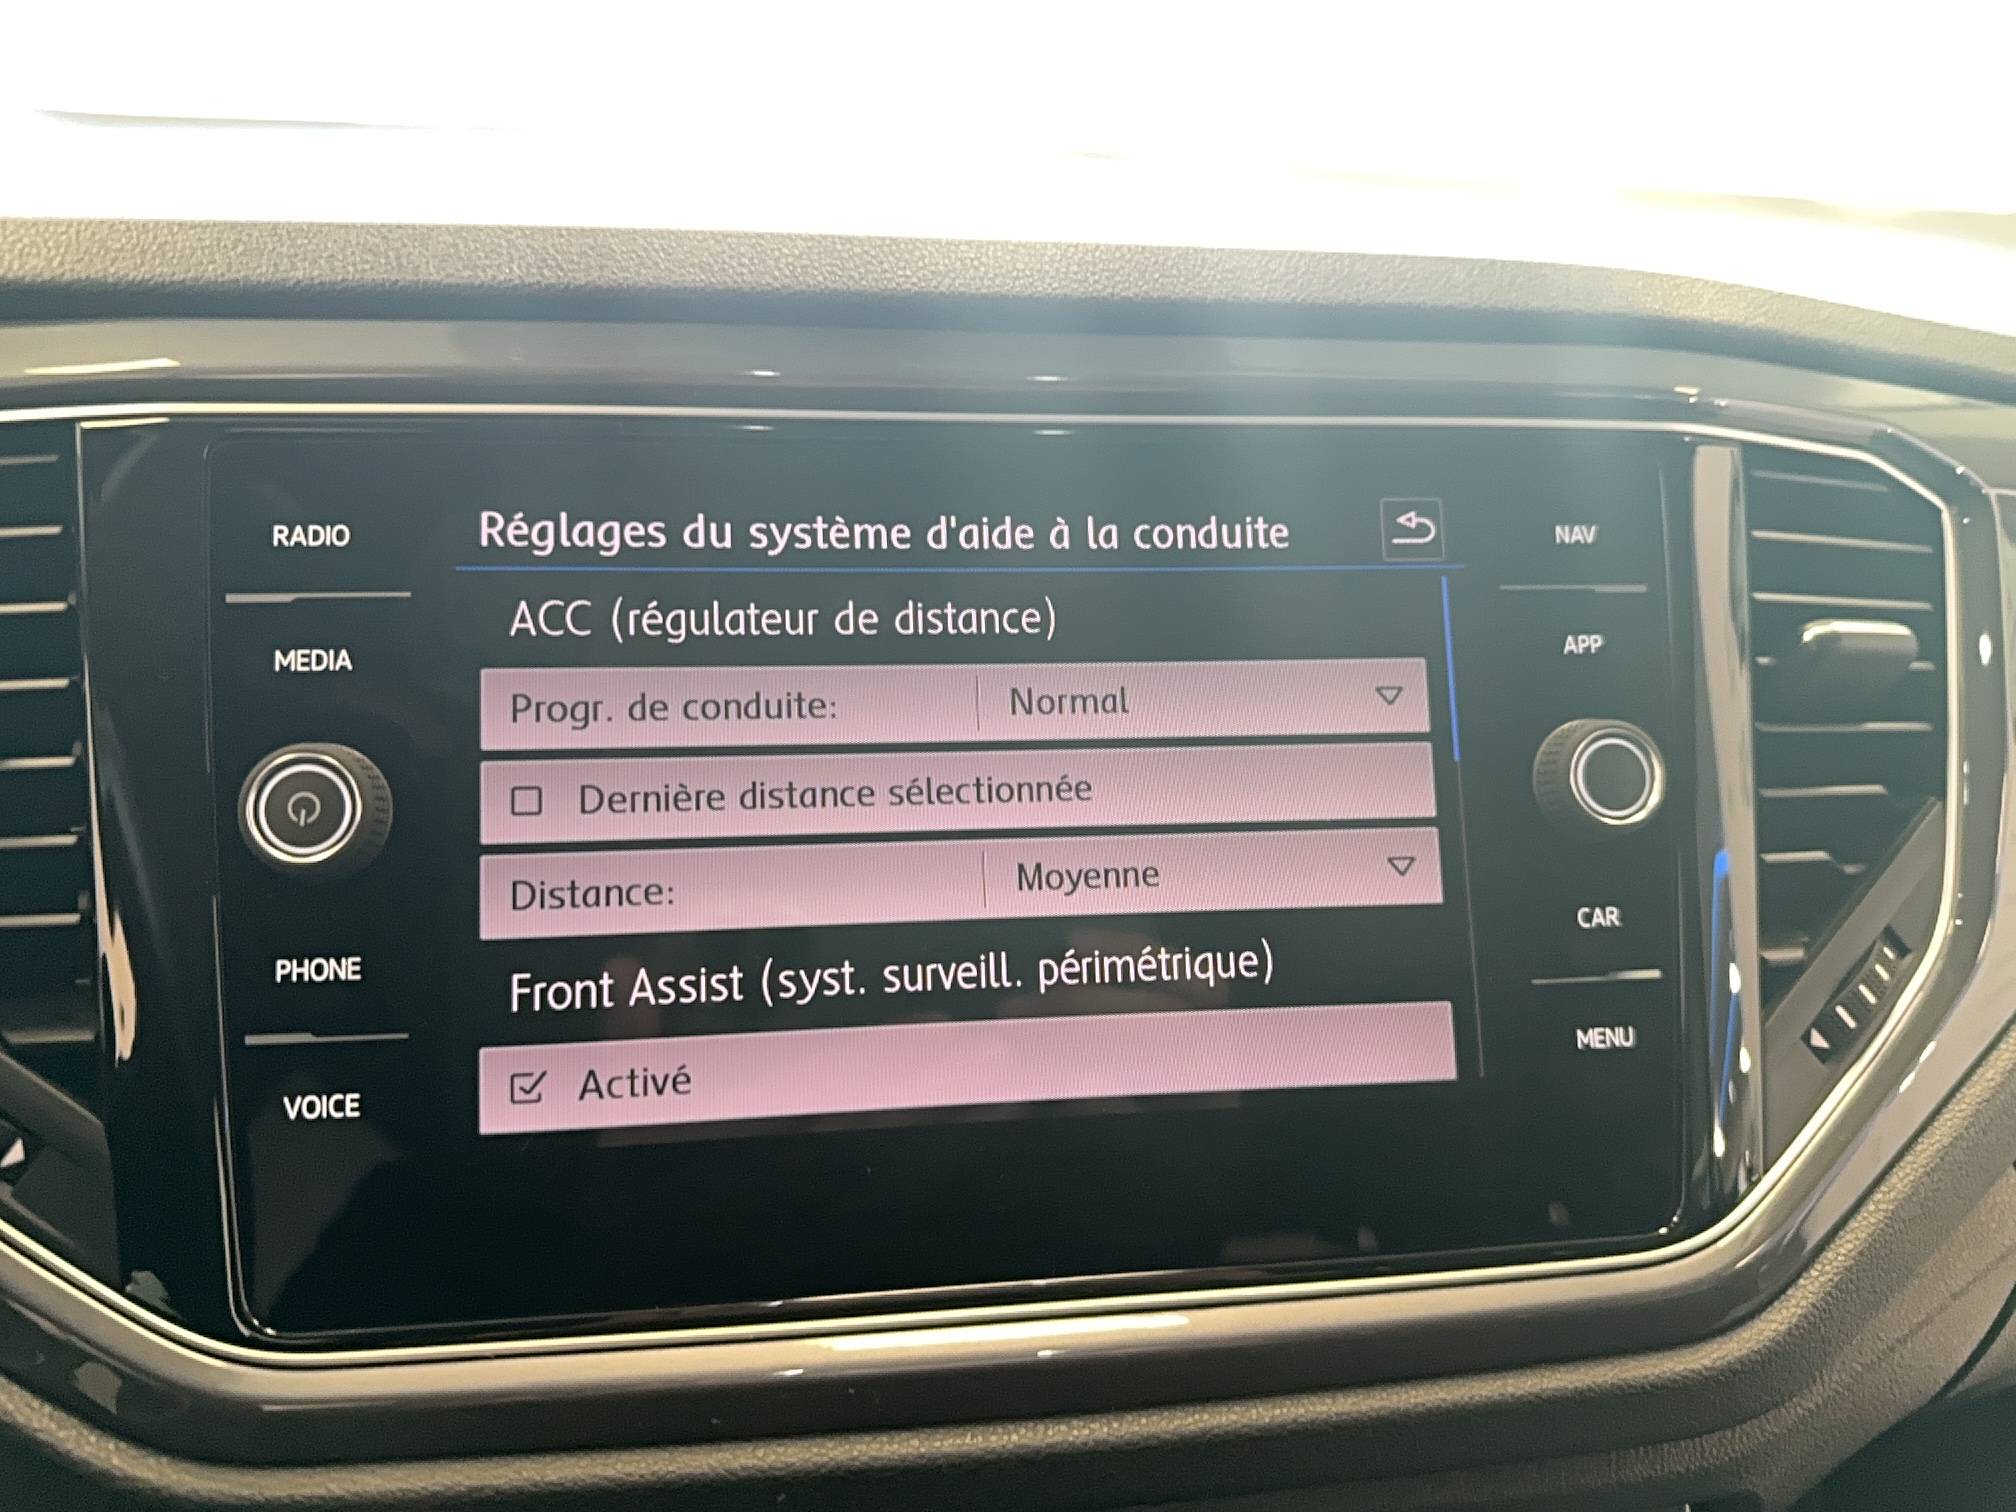 RADIO
MEDIA
PHONE
VOICE
Réglages du système d'aide à la conduite
ACC (régulateur de distance)
Progr. de conduite: Normal
Dernière distance sélectionnée
Distance: Moyenne
Front Assist (syst. surveill. périmétrique)
Activé
NAV
APP
CAR
MENU